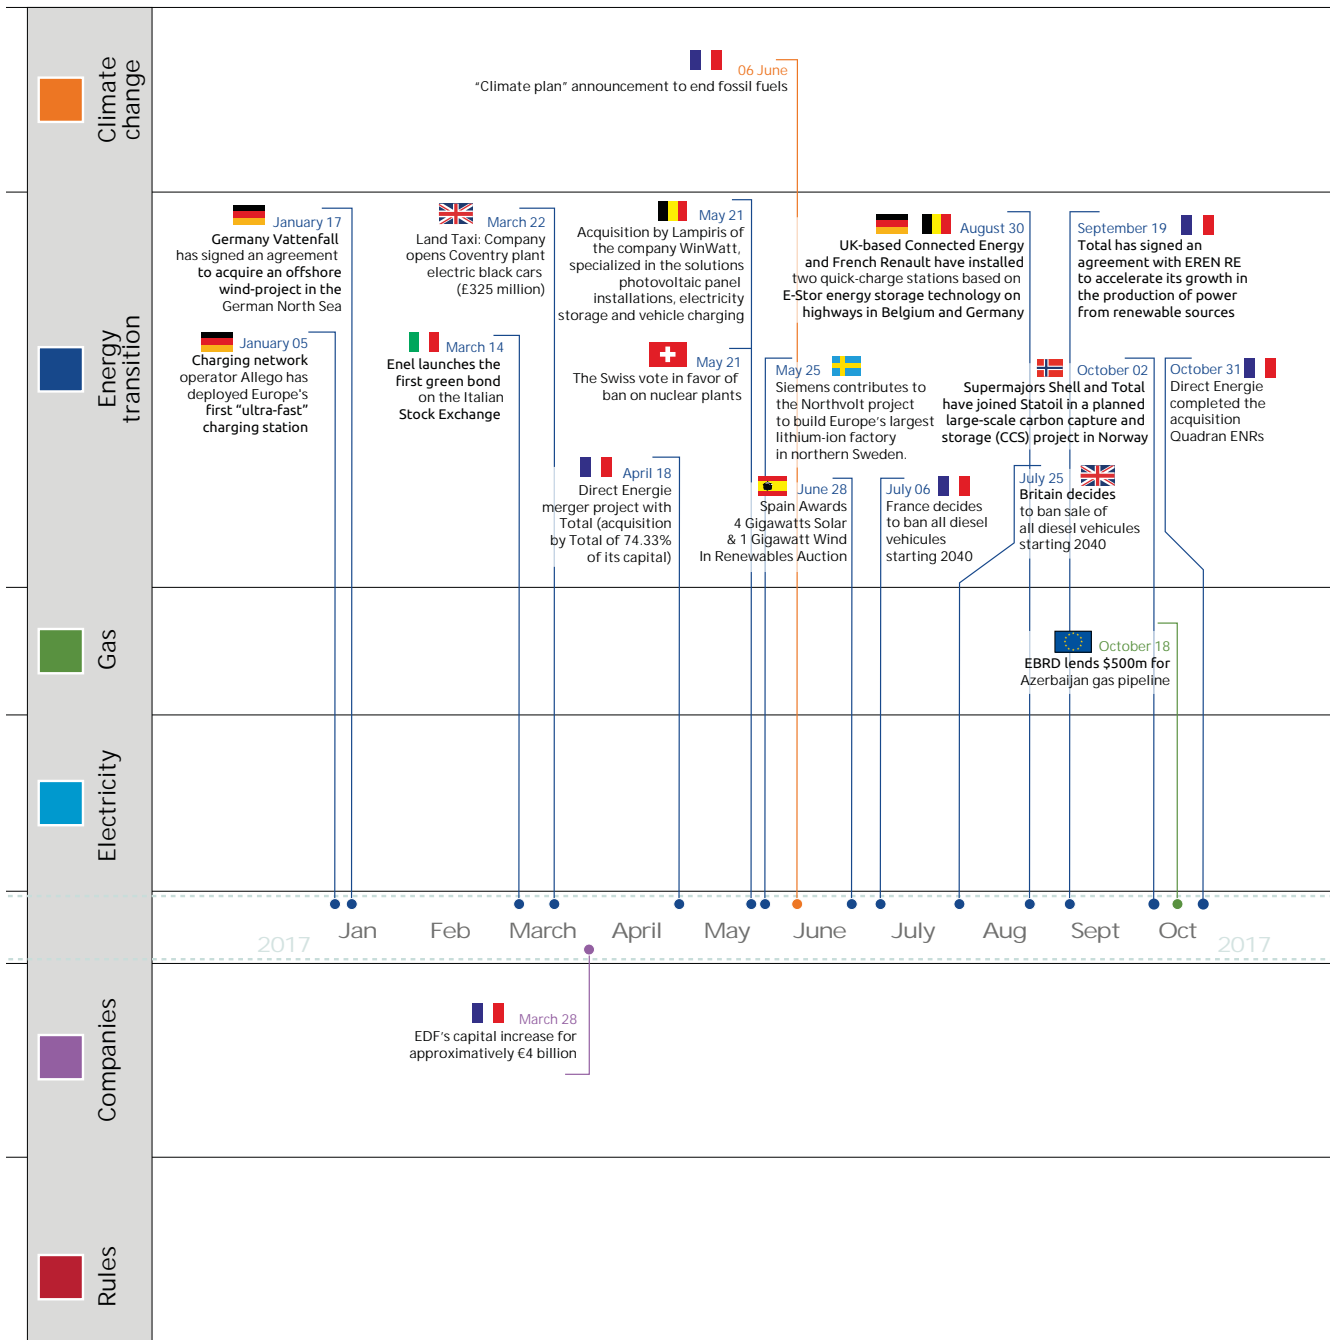 Climate
change
06 June
“Climate plan” announcement to end fossil fuels
Energy
transition
January 17
Germany Vattenfall
has signed an agreement
to acquire an offshore
wind-project in the
German North Sea
January 05
Charging network
operator Allego has
deployed Europe's
first “ultra-fast”
charging station
March 22
Land Taxi: Company
opens Coventry plant
electric black cars
(£325 million)
March 14
Enel launches the
first green bond
on the Italian
Stock Exchange
April 18
Direct Energie
merger project with
Total (acquisition
by Total of 74.33%
of its capital)
May 21
Acquisition by Lampiris of
the company WinWatt,
specialized in the solutions
photovoltaic panel
installations, electricity
storage and vehicle charging
May 21
The Swiss vote in favor of
ban on nuclear plants
May 25
Siemens contributes to
the Northvolt project
to build Europe's largest
lithium-ion factory
in northern Sweden.
June 28
Spain Awards
4 Gigawatts Solar
& 1 Gigawatt Wind
In Renewables Auction
July 06
France decides
to ban all diesel
vehicules
starting 2040
August 30
UK-based Connected Energy
and French Renault have installed
two quick-charge stations based on
E-Stor energy storage technology on
highways in Belgium and Germany
September 19
Total has signed an
agreement with EREN RE
to accelerate its growth in
the production of power
from renewable sources
October 02
Supermajors Shell and Total
have joined Statoil in a planned
large-scale carbon capture and
storage (CCS) project in Norway
October 31
Direct Energie
completed the
acquisition
Quadran ENRs
July 25
Britain decides
to ban sale of
all diesel vehicules
starting 2040
Gas
October 18
EBRD lends $500m for
Azerbaijan gas pipeline
Electricity
2017 Jan Feb March April May June July Aug Sept Oct 2017
Companies
March 28
EDF's capital increase for
approximatively €4 billion
Rules